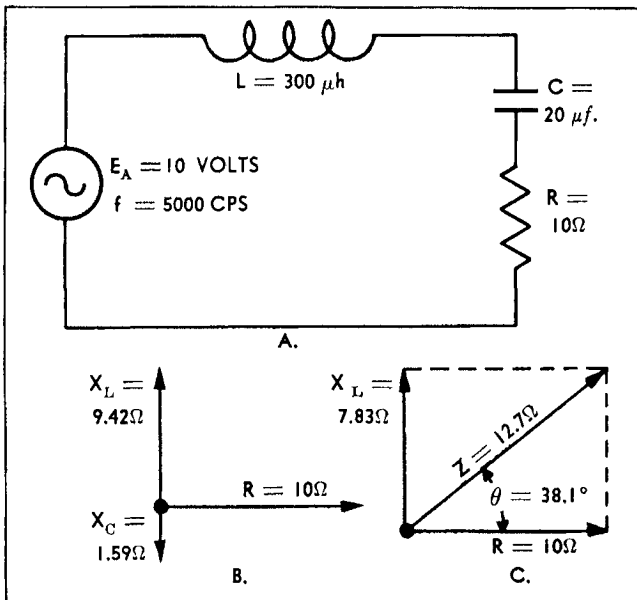 L = 300 μh
C =
20 μf.
E_A = 10 VOLTS
f = 5000 CPS
R =
10Ω
A.
X_L =
9.42Ω
R = 10Ω
X_C =
1.59Ω
B.
X_L =
7.83Ω
Z = 12.7Ω
θ = 38.1°
R = 10Ω
C.